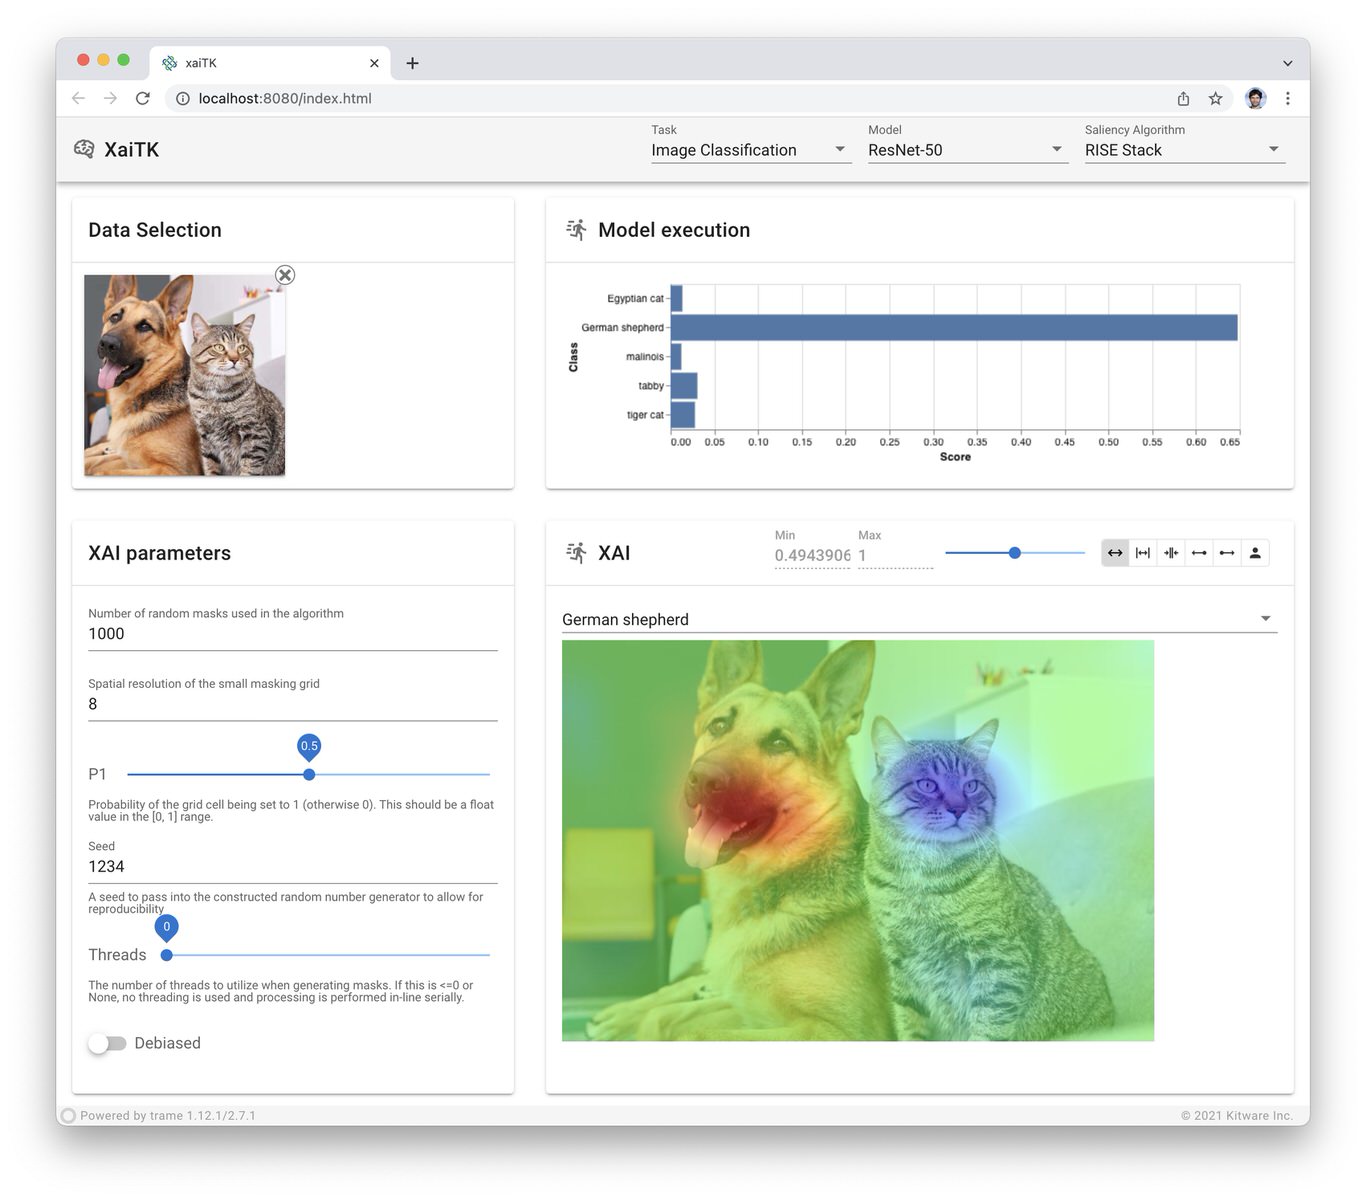 xaiTK
localhost:8080/index.html
XaiTK
Task
Image Classification
Model
ResNet-50
Saliency Algorithm
RISE Stack
Data Selection
Model execution
Class
Egyptian cat
German shepherd
malinois
tabby
tiger cat
0.00 0.05 0.10 0.15 0.20 0.25 0.30 0.35 0.40 0.45 0.50 0.55 0.60 0.65
Score
XAI parameters
Number of random masks used in the algorithm
1000
Spatial resolution of the small masking grid
8
0.5
P1
Probability of the grid cell being set to 1 (otherwise 0). This should be a float
value in the [0, 1] range.
Seed
1234
A seed to pass into the constructed random number generator to allow for
reproducibility
0
Threads
The number of threads to utilize when generating masks. If this is <=0 or
None, no threading is used and processing is performed in-line serially.
Debiased
XAI
Min
0.4943906
Max
1
German shepherd
Powered by trame 1.12.1/2.7.1
© 2021 Kitware Inc.